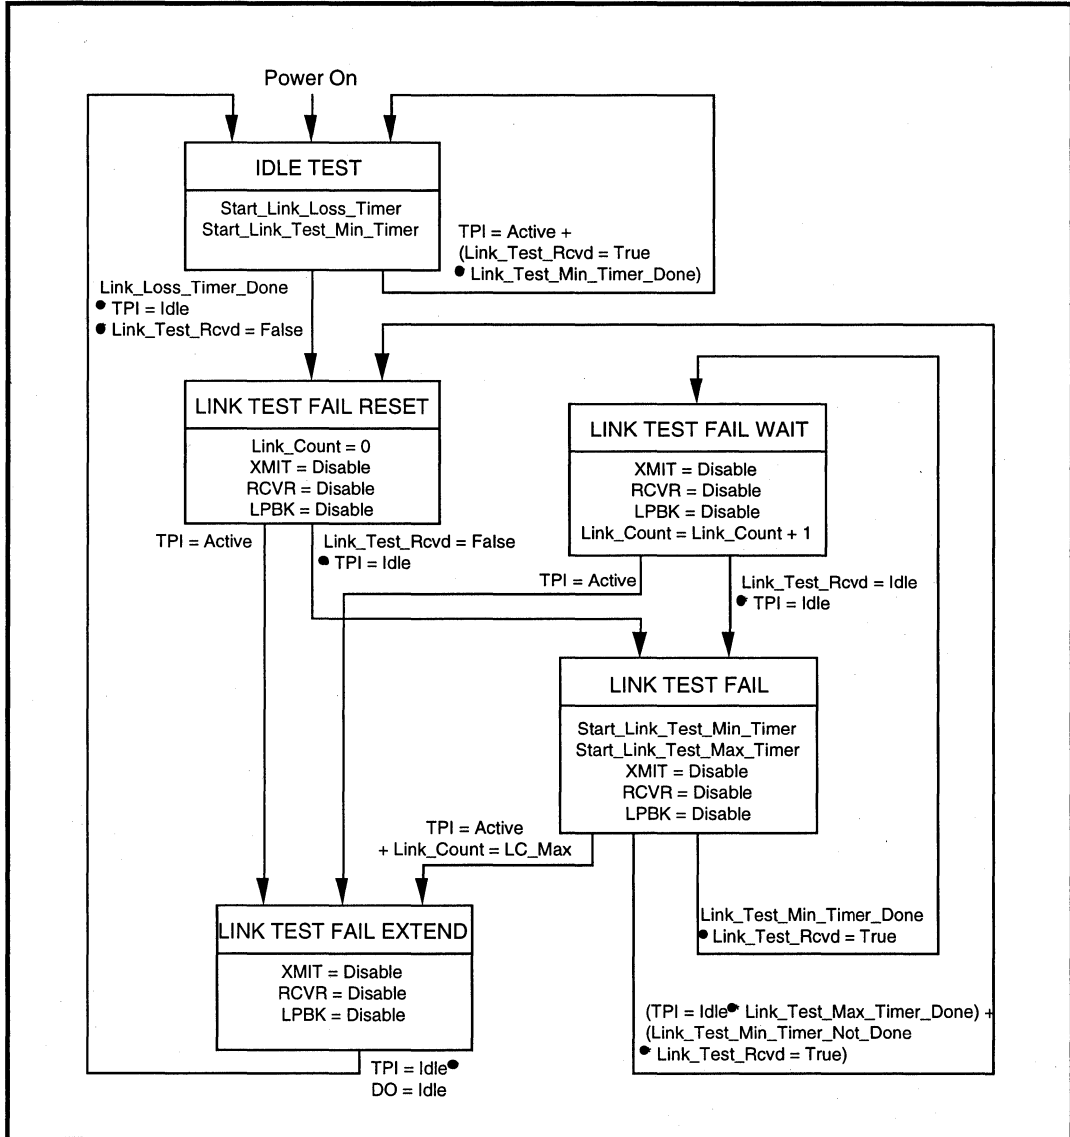 Power On
IDLE TEST
Start_Link_Loss_Timer
Start_Link_Test_Min_Timer
TPI = Active +
(Link_Test_Rcvd = True
● Link_Test_Min_Timer_Done)
Link_Loss_Timer_Done
● TPI = Idle
● Link_Test_Rcvd = False
LINK TEST FAIL RESET
Link_Count = 0
XMIT = Disable
RCVR = Disable
LPBK = Disable
LINK TEST FAIL WAIT
XMIT = Disable
RCVR = Disable
LPBK = Disable
Link_Count = Link_Count + 1
TPI = Active
Link_Test_Rcvd = False
● TPI = Idle
TPI = Active
Link_Test_Rcvd = Idle
● TPI = Idle
LINK TEST FAIL
Start_Link_Test_Min_Timer
Start_Link_Test_Max_Timer
XMIT = Disable
RCVR = Disable
LPBK = Disable
TPI = Active
+ Link_Count = LC_Max
LINK TEST FAIL EXTEND
XMIT = Disable
RCVR = Disable
LPBK = Disable
Link_Test_Min_Timer_Done
● Link_Test_Rcvd = True
(TPI = Idle ● Link_Test_Max_Timer_Done) +
(Link_Test_Min_Timer_Not_Done
● Link_Test_Rcvd = True)
TPI = Idle ●
DO = Idle